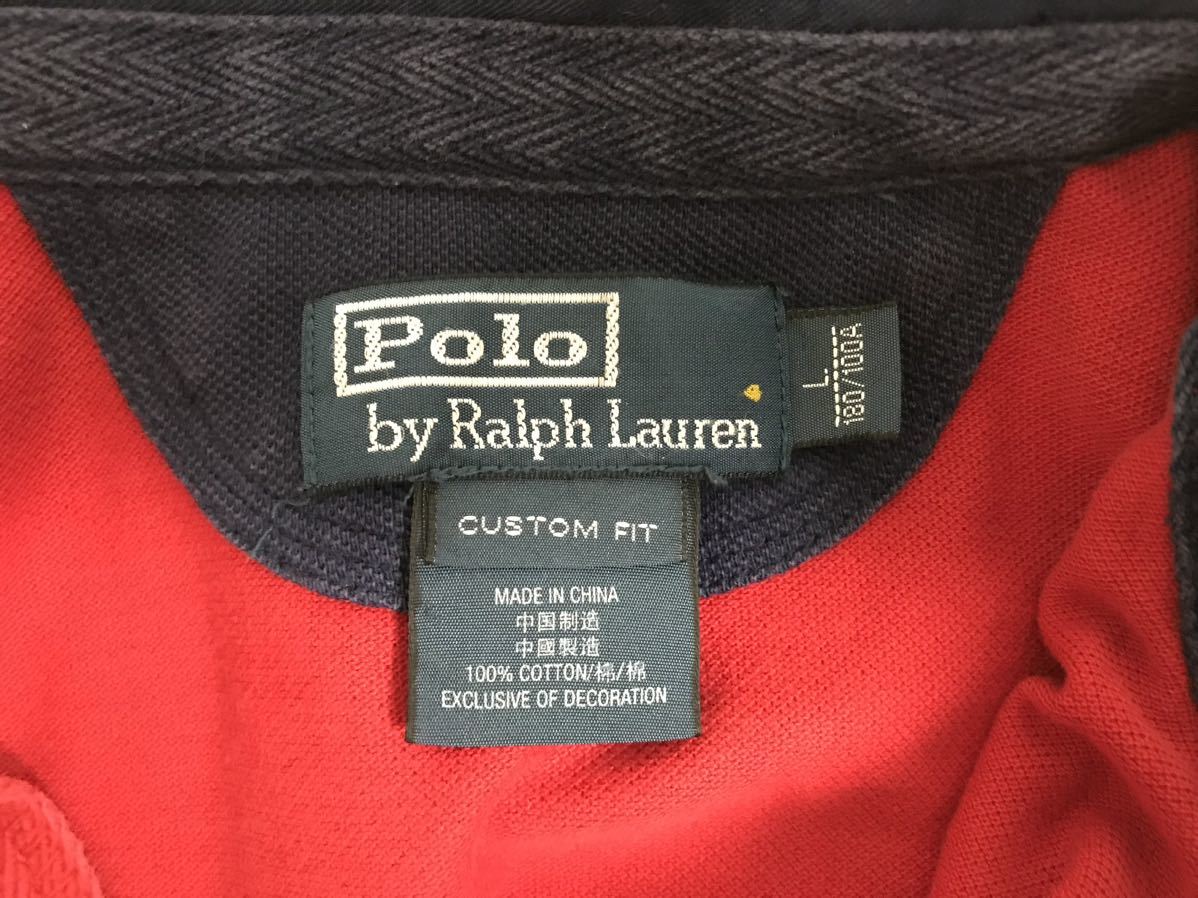 Polo
by Ralph Lauren
L
180/100A
CUSTOM FIT
MADE IN CHINA
中国制造
中國製造
100% COTTON/棉/棉
EXCLUSIVE OF DECORATION